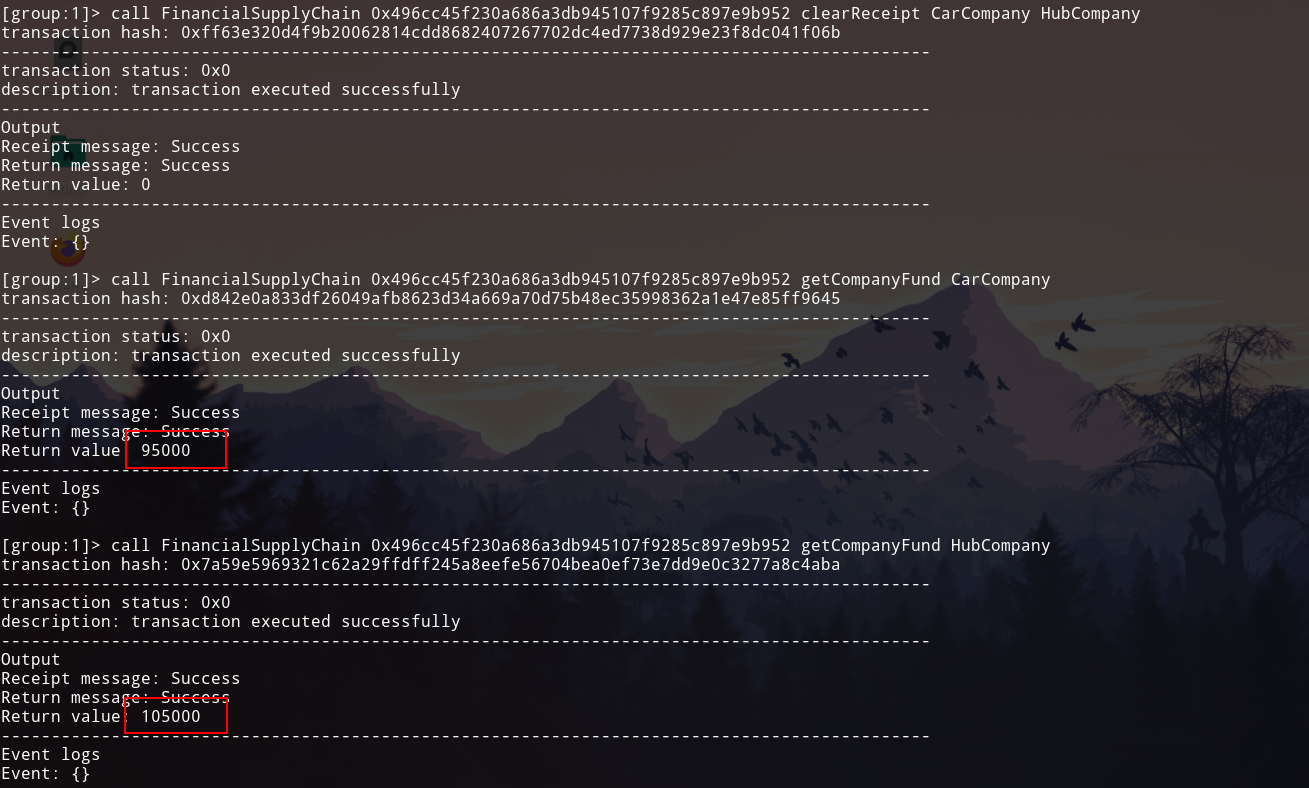 [group:1]> call FinancialSupplyChain 0x496cc45f230a686a3db945107f9285c897e9b952 clearReceipt CarCompany HubCompany
transaction hash: 0xff63e320d4f9b20062814cdd8682407267702dc4ed7738d929e23f8dc041f06b
---------------------------------------------------------------------------------------------
transaction status: 0x0
description: transaction executed successfully
---------------------------------------------------------------------------------------------
Output
Receipt message: Success
Return message: Success
Return value: 0
---------------------------------------------------------------------------------------------
Event logs
Event: {}
[group:1]> call FinancialSupplyChain 0x496cc45f230a686a3db945107f9285c897e9b952 getCompanyFund CarCompany
transaction hash: 0xd842e0a833df26049afb8623d34a669a70d75b48ec35998362a1e47e85ff9645
---------------------------------------------------------------------------------------------
transaction status: 0x0
description: transaction executed successfully
---------------------------------------------------------------------------------------------
Output
Receipt message: Success
Return message: Success
Return value 95000
---------------------------------------------------------------------------------------------
Event logs
Event: {}
[group:1]> call FinancialSupplyChain 0x496cc45f230a686a3db945107f9285c897e9b952 getCompanyFund HubCompany
transaction hash: 0x7a59e5969321c62a29ffdff245a8eefe56704bea0ef73e7dd9e0c3277a8c4aba
---------------------------------------------------------------------------------------------
transaction status: 0x0
description: transaction executed successfully
---------------------------------------------------------------------------------------------
Output
Receipt message: Success
Return message: Success
Return value: 105000
---------------------------------------------------------------------------------------------
Event logs
Event: {}